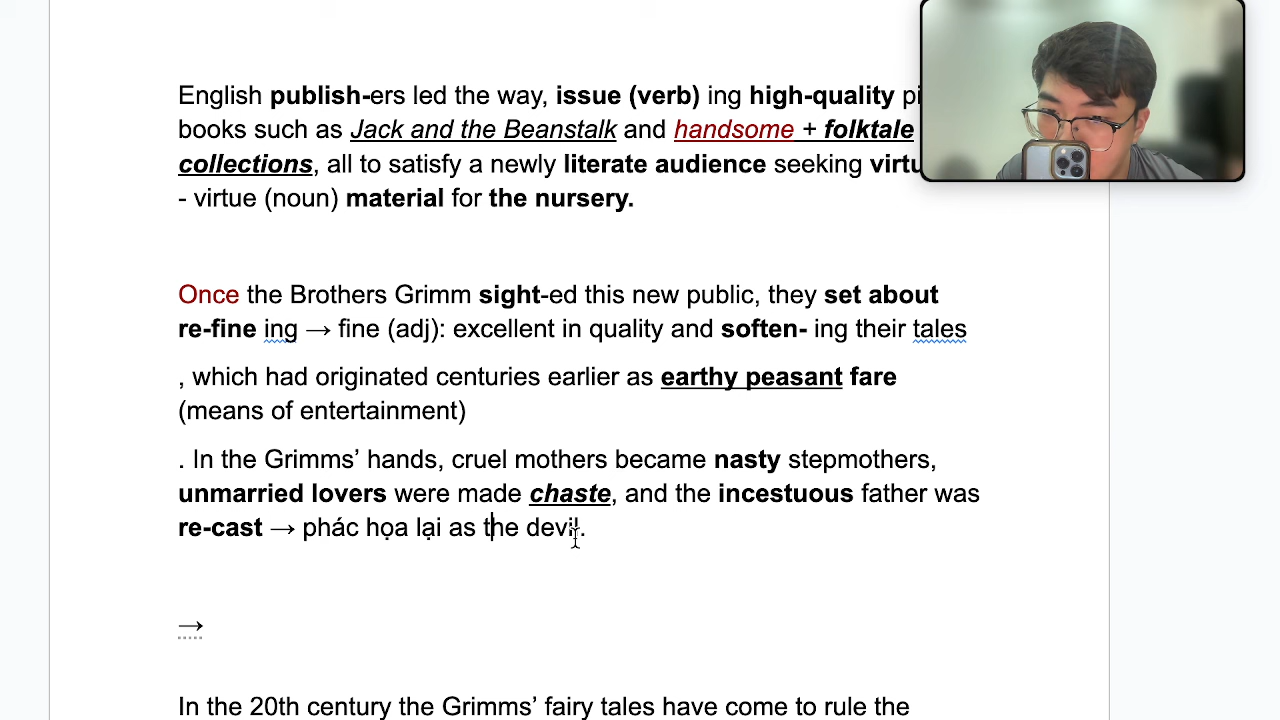 English publish-ers led the way, issue (verb) ing high-quality
books such as Jack and the Beanstalk and handsome + folktale
collections, all to satisfy a newly literate audience seeking
- virtue (noun) material for the nursery.
Once the Brothers Grimm sight-ed this new public, they set about
re-fine ing → fine (adj): excellent in quality and soften- ing their tales
, which had originated centuries earlier as earthy peasant fare
(means of entertainment)
. In the Grimms’ hands, cruel mothers became nasty stepmothers,
unmarried lovers were made chaste, and the incestuous father was
re-cast → phác họa lại as the devil.
→
In the 20th century the Grimms’ fairy tales have come to rule the